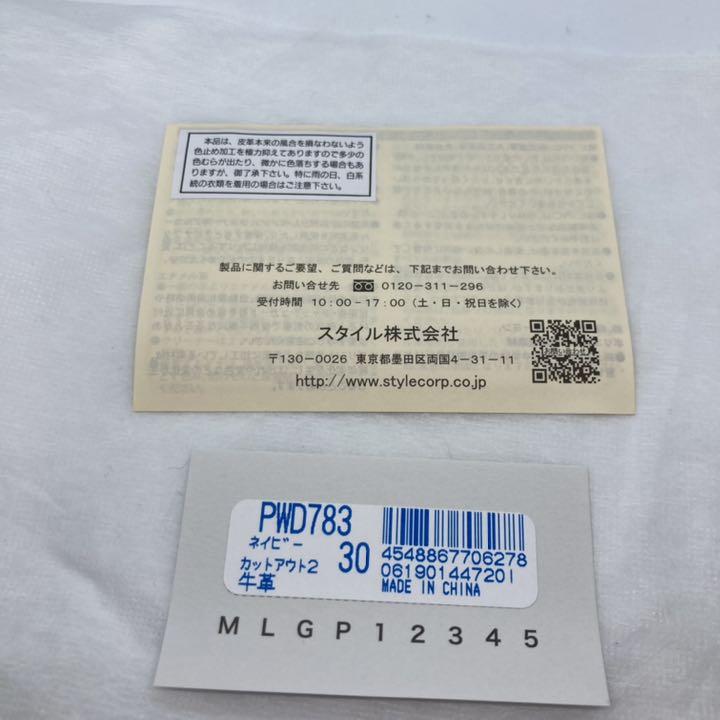 本品は、皮革本来の風合を損なわないよう
色止め加工を極力抑えてありますので多少の
色むらが出たり、微かに色落ちする場合もあ
りますが、御了承下さい。特に雨の日、白系
統の衣類を着用の場合はご注意下さい。
製品に関するご要望、ご質問などは、下記までお問い合わせ下さい。
お問い合せ先 0120-311-296
受付時間 10:00-17:00(土・日・祝日を除く)
スタイル株式会社
〒130-0026 東京都墨田区両国4-31-11
http://www.stylecorp.co.jp
お問い合わせ
PWD783
ネイビー
カットアウト2 30
牛革
4548867706278
061901447201
MADE IN CHINA
M L G P 1 2 3 4 5